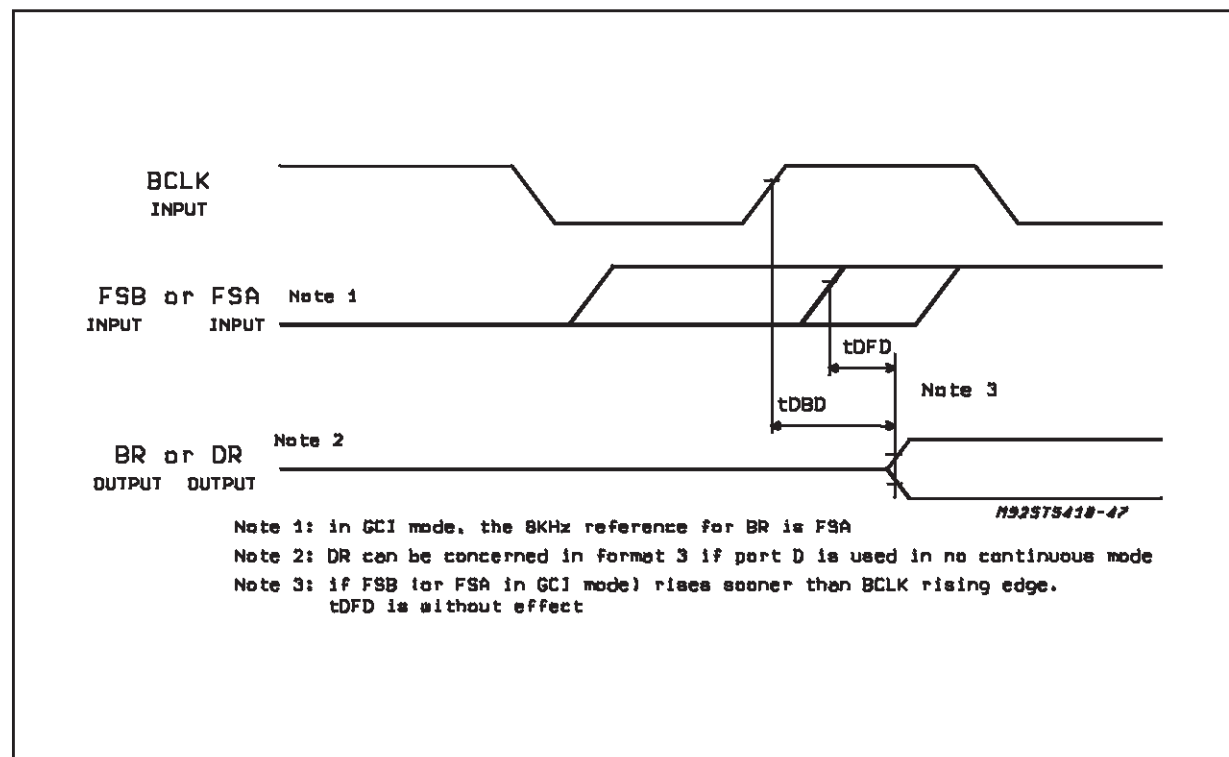 BCLK
INPUT
FSB or FSA Note 1
INPUT INPUT
tDFD
Note 3
tDBD
Note 2
BR or DR
OUTPUT OUTPUT
M92ST5410-47
Note 1: in GCI mode, the 8KHz reference for BR is FSA
Note 2: DR can be concerned in format 3 if port D is used in no continuous mode
Note 3: if FSB (or FSA in GCI mode) rises sooner than BCLK rising edge.
tDFD is without effect